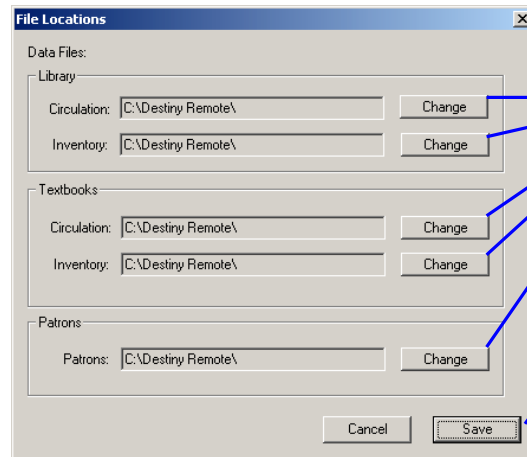 File Locations
Data Files:
Library
Circulation: C:\Destiny Remote\ Change
Inventory: C:\Destiny Remote\ Change
Textbooks
Circulation: C:\Destiny Remote\ Change
Inventory: C:\Destiny Remote\ Change
Patrons
Patrons: C:\Destiny Remote\ Change
Cancel Save